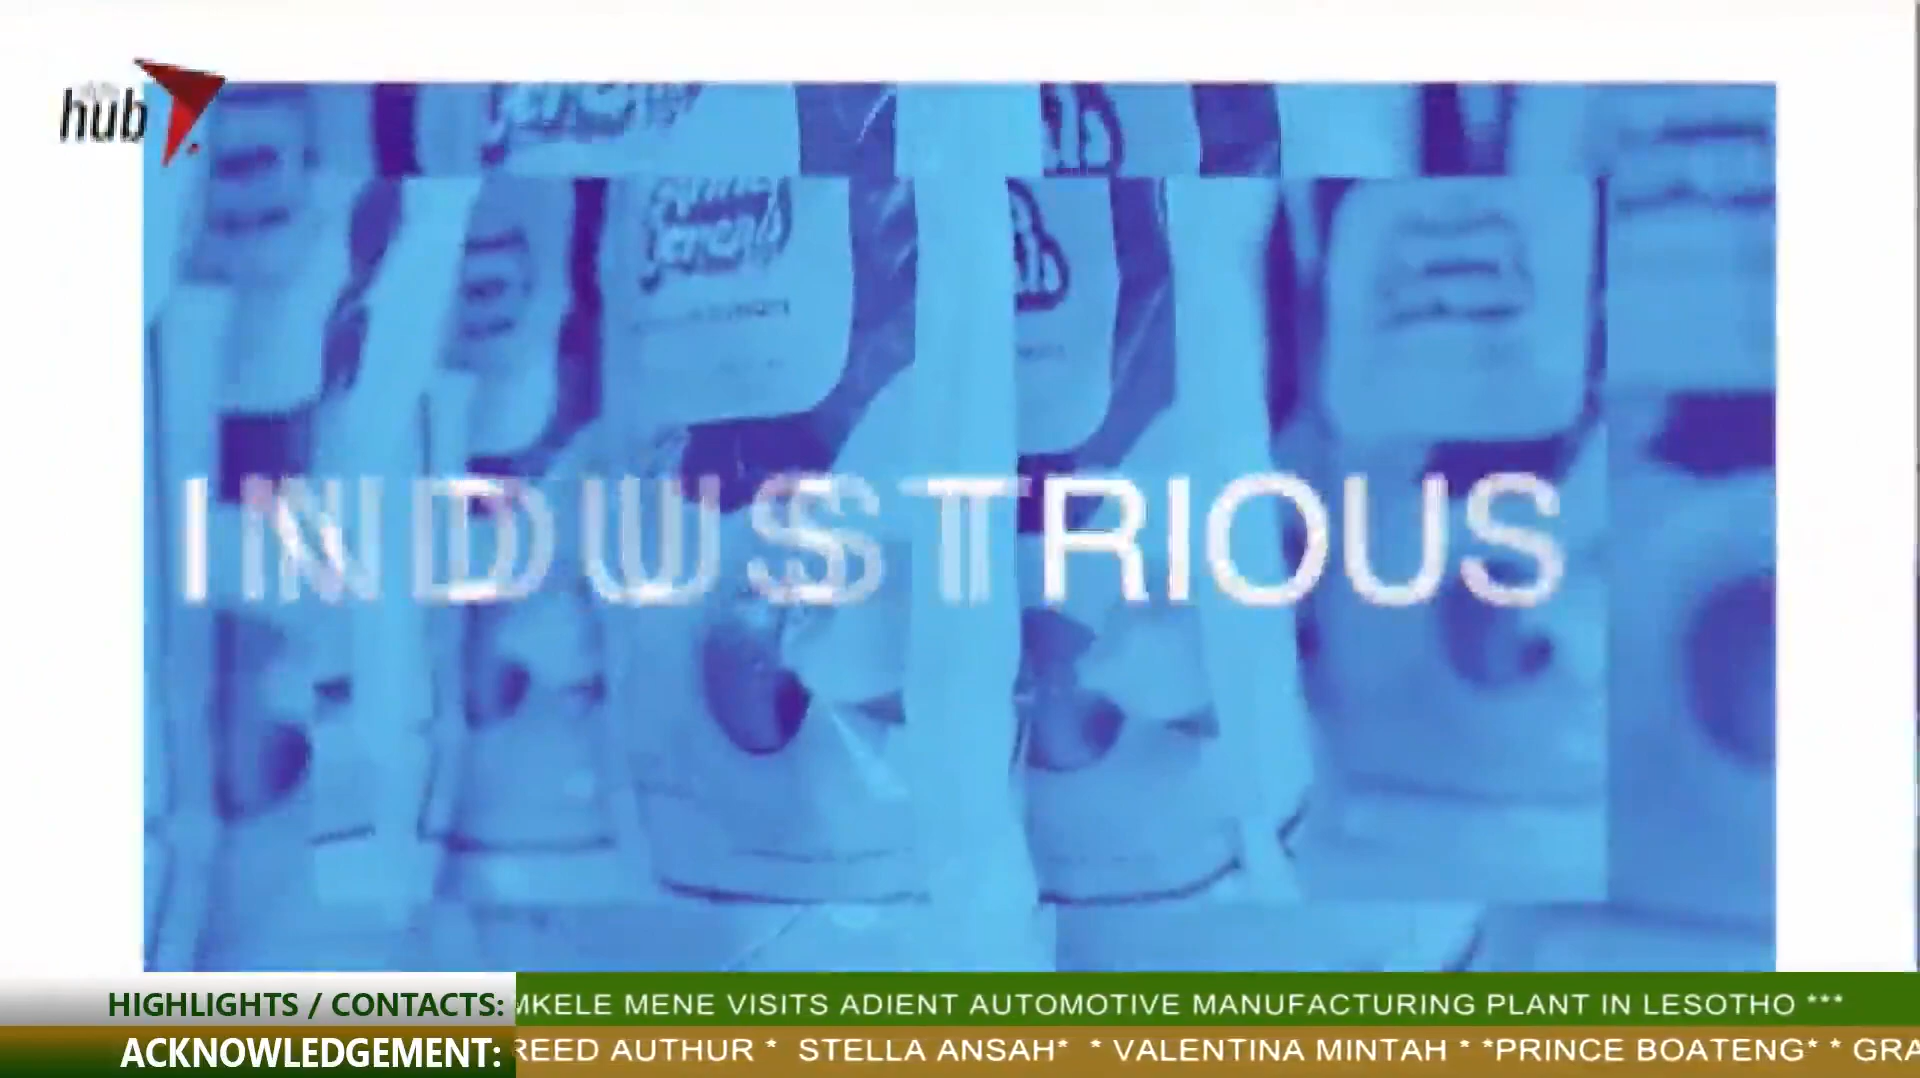 hub
INDUSTRIOUS
HIGHLIGHTS / CONTACTS: MKELE MENE VISITS ADIENT AUTOMOTIVE MANUFACTURING PLANT IN LESOTHO ***
ACKNOWLEDGEMENT: REED AUTHUR * STELLA ANSAH* * VALENTINA MINTAH * *PRINCE BOATENG* * GRA